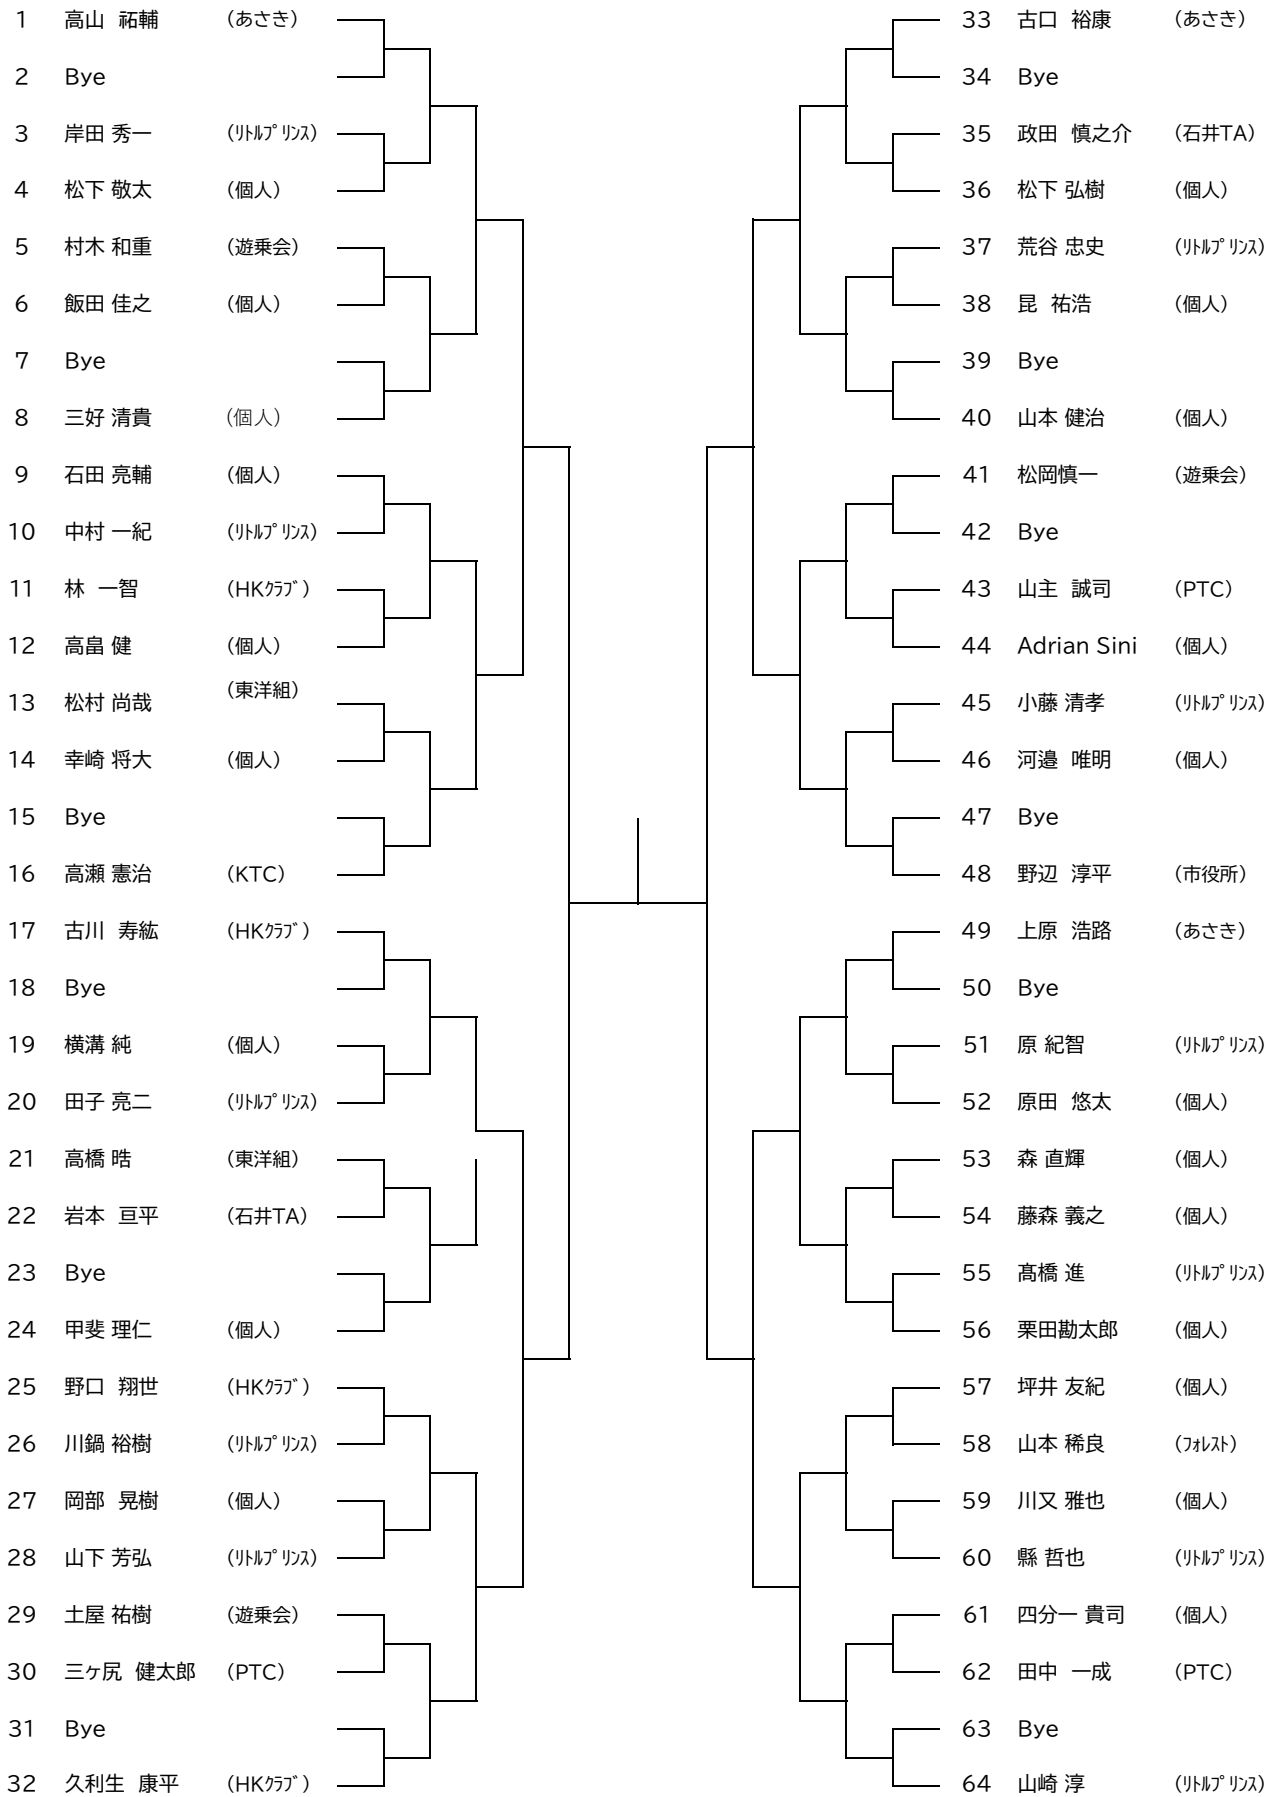 1 高山 祐輔 (あさき)
2 Bye
3 岸田 秀一 (ﾘﾄﾙﾌﾟﾘﾝｽ)
4 松下 敬太 (個人)
5 村木 和重 (遊乗会)
6 飯田 佳之 (個人)
7 Bye
8 三好 清貴 (個人)
9 石田 亮輔 (個人)
10 中村 一紀 (ﾘﾄﾙﾌﾟﾘﾝｽ)
11 林 一智 (HKｸﾗﾌﾞ)
12 高畠 健 (個人)
13 松村 尚哉 (東洋組)
14 幸崎 将大 (個人)
15 Bye
16 高瀬 憲治 (KTC)
17 古川 寿紘 (HKｸﾗﾌﾞ)
18 Bye
19 横溝 純 (個人)
20 田子 亮二 (ﾘﾄﾙﾌﾟﾘﾝｽ)
21 高橋 晧 (東洋組)
22 岩本 亘平 (石井TA)
23 Bye
24 甲斐 理仁 (個人)
25 野口 翔世 (HKｸﾗﾌﾞ)
26 川鍋 裕樹 (ﾘﾄﾙﾌﾟﾘﾝｽ)
27 岡部 晃樹 (個人)
28 山下 芳弘 (ﾘﾄﾙﾌﾟﾘﾝｽ)
29 土屋 祐樹 (遊乗会)
30 三ヶ尻 健太郎 (PTC)
31 Bye
32 久利生 康平 (HKｸﾗﾌﾞ)
33 古口 裕康 (あさき)
34 Bye
35 政田 慎之介 (石井TA)
36 松下 弘樹 (個人)
37 荒谷 忠史 (ﾘﾄﾙﾌﾟﾘﾝｽ)
38 昆 祐浩 (個人)
39 Bye
40 山本 健治 (個人)
41 松岡慎一 (遊乗会)
42 Bye
43 山主 誠司 (PTC)
44 Adrian Sini (個人)
45 小藤 清孝 (ﾘﾄﾙﾌﾟﾘﾝｽ)
46 河邉 唯明 (個人)
47 Bye
48 野辺 淳平 (市役所)
49 上原 浩路 (あさき)
50 Bye
51 原 紀智 (ﾘﾄﾙﾌﾟﾘﾝｽ)
52 原田 悠太 (個人)
53 森 直輝 (個人)
54 藤森 義之 (個人)
55 髙橋 進 (ﾘﾄﾙﾌﾟﾘﾝｽ)
56 栗田勘太郎 (個人)
57 坪井 友紀 (個人)
58 山本 稀良 (ﾌｫﾚｽﾄ)
59 川又 雅也 (個人)
60 縣 哲也 (ﾘﾄﾙﾌﾟﾘﾝｽ)
61 四分一 貴司 (個人)
62 田中 一成 (PTC)
63 Bye
64 山崎 淳 (ﾘﾄﾙﾌﾟﾘﾝｽ)